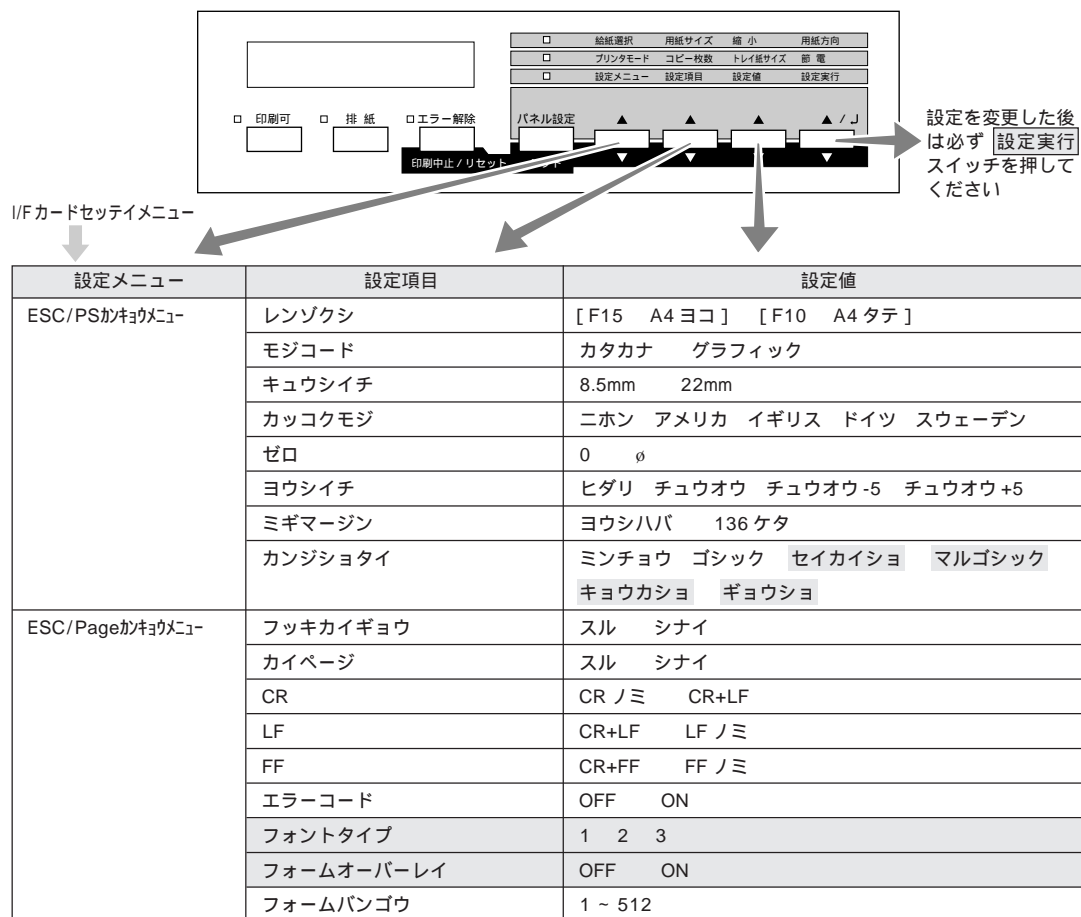 給紙選択 用紙サイズ 縮 小 用紙方向
プリンタモード コピー枚数 トレイ紙サイズ 節 電
設定メニュー 設定項目 設定値 設定実行
印刷可 排 紙 エラー解除 パネル設定 ▲ ▲ ▲ ▲ / ┘
印刷中止 / リセット
▼ ▼ ▼
設定を変更した後
は必ず 設定実行
スイッチを押して
ください
I/Fカードセッテイメニュー
設定メニュー 設定項目 設定値
ESC/PSｶﾝｷｮｳﾒﾆｭｰ レンゾクシ [ F15 A4 ヨコ ] [ F10 A4 タテ ]
モジコード カタカナ グラフィック
キュウシイチ 8.5mm 22mm
カッコクモジ ニホン アメリカ イギリス ドイツ スウェーデン
ゼロ 0 ø
ヨウシイチ ヒダリ チュウオウ チュウオウ -5 チュウオウ +5
ミギマージン ヨウシハバ 136 ケタ
カンジショタイ ミンチョウ ゴシック セイカイショ マルゴシック
キョウカショ ギョウショ
ESC/Pageｶﾝｷｮｳﾒﾆｭｰ フッキカイギョウ スル シナイ
カイページ スル シナイ
CR CR ノミ CR+LF
LF CR+LF LF ノミ
FF CR+FF FF ノミ
エラーコード OFF ON
フォントタイプ 1 2 3
フォームオーバーレイ OFF ON
フォームバンゴウ 1 ~ 512